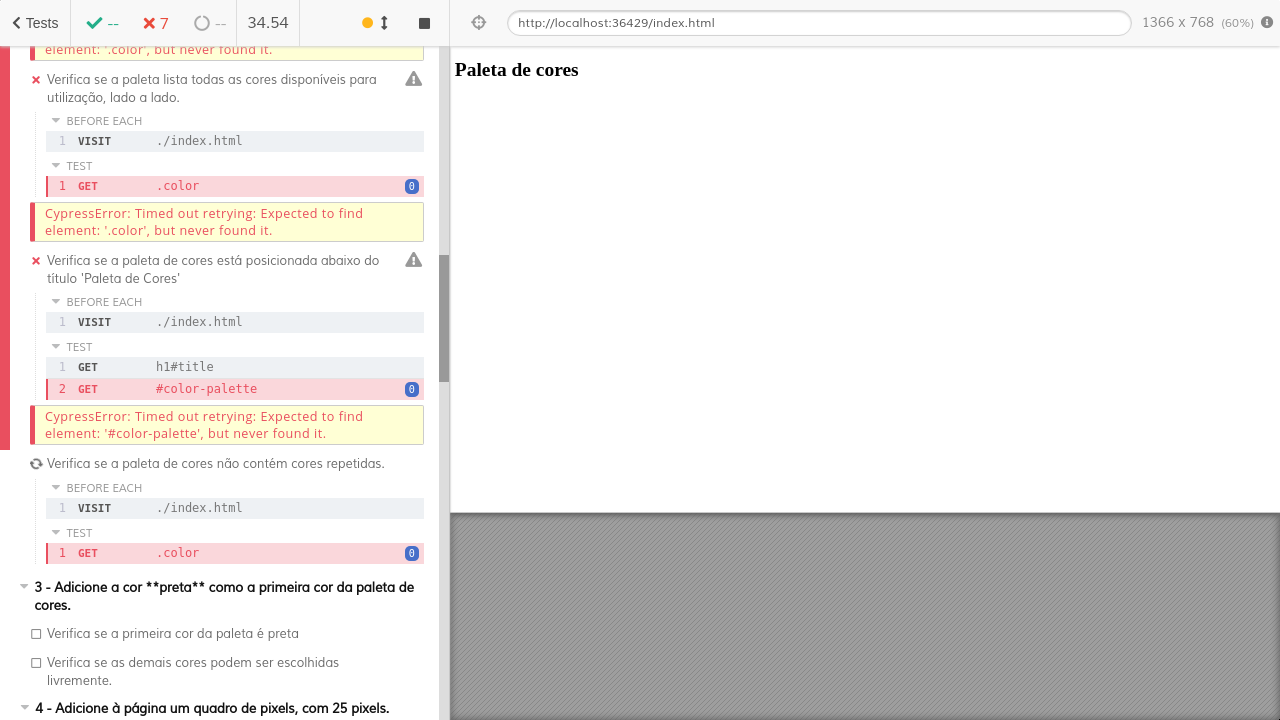 Tests
--
7
--
34.54
http://localhost:36429/index.html
1366 x 768 (60%)
element: '.color', but never found it.
Verifica se a paleta lista todas as cores disponíveis para
utilização, lado a lado.
BEFORE EACH
1 VISIT ./index.html
TEST
1 GET .color 0
CypressError: Timed out retrying: Expected to find
element: '.color', but never found it.
Verifica se a paleta de cores está posicionada abaixo do
título 'Paleta de Cores'
BEFORE EACH
1 VISIT ./index.html
TEST
1 GET h1#title
2 GET #color-palette 0
CypressError: Timed out retrying: Expected to find
element: '#color-palette', but never found it.
Verifica se a paleta de cores não contém cores repetidas.
BEFORE EACH
1 VISIT ./index.html
TEST
1 GET .color 0
3 - Adicione a cor **preta** como a primeira cor da paleta de
cores.
Verifica se a primeira cor da paleta é preta
Verifica se as demais cores podem ser escolhidas
livremente.
4 - Adicione à página um quadro de pixels, com 25 pixels.
Paleta de cores